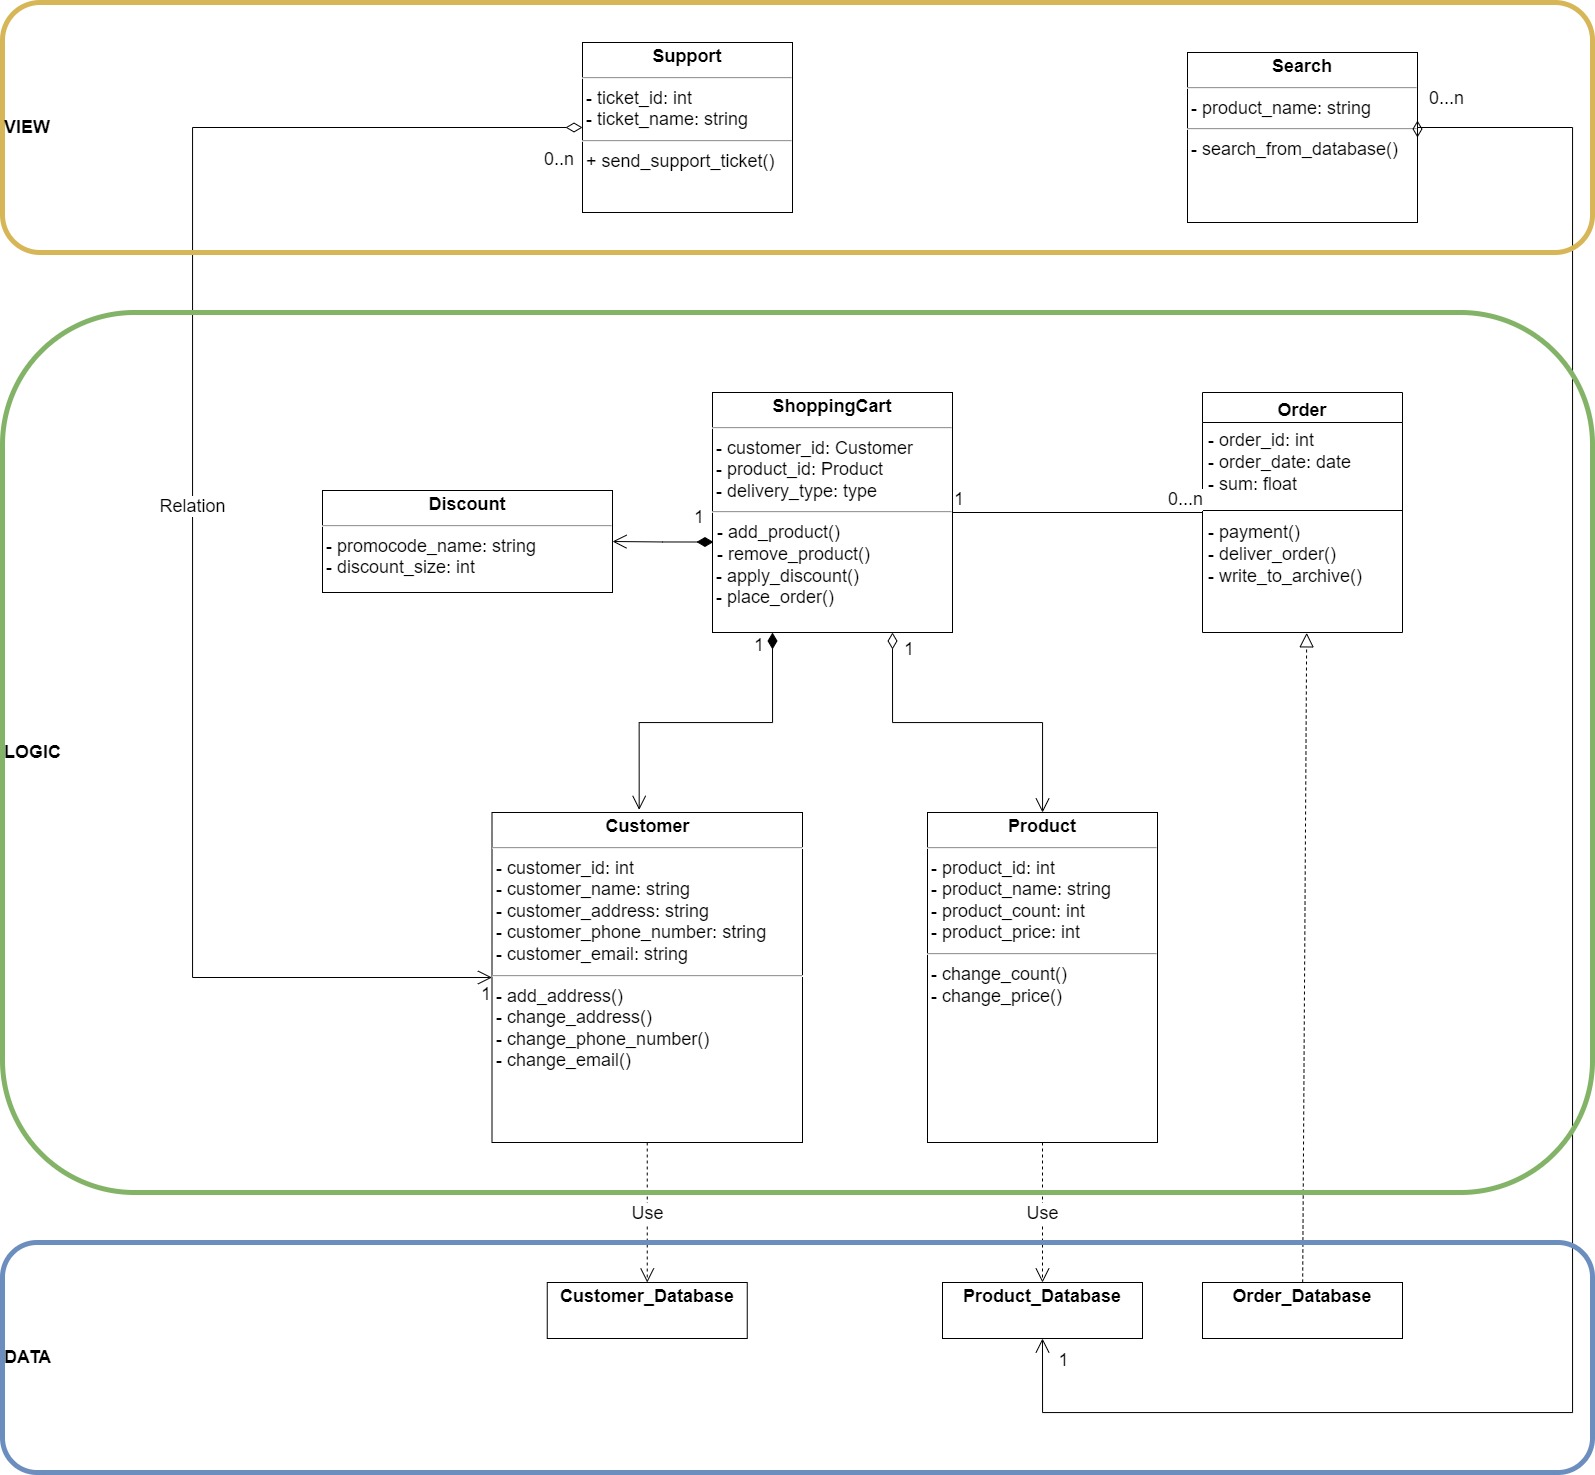 VIEW
Support
- ticket_id: int
- ticket_name: string
+ send_support_ticket()
0..n
Search
- product_name: string
- search_from_database()
0...n
LOGIC
Relation
ShoppingCart
- customer_id: Customer
- product_id: Product
- delivery_type: type
- add_product()
- remove_product()
- apply_discount()
- place_order()
1
1
1
1
0...n
Order
- order_id: int
- order_date: date
- sum: float
- payment()
- deliver_order()
- write_to_archive()
Discount
- promocode_name: string
- discount_size: int
Customer
- customer_id: int
- customer_name: string
- customer_address: string
- customer_phone_number: string
- customer_email: string
- add_address()
- change_address()
- change_phone_number()
- change_email()
1
Product
- product_id: int
- product_name: string
- product_count: int
- product_price: int
- change_count()
- change_price()
Use
Use
DATA
Customer_Database
Product_Database
Order_Database
1